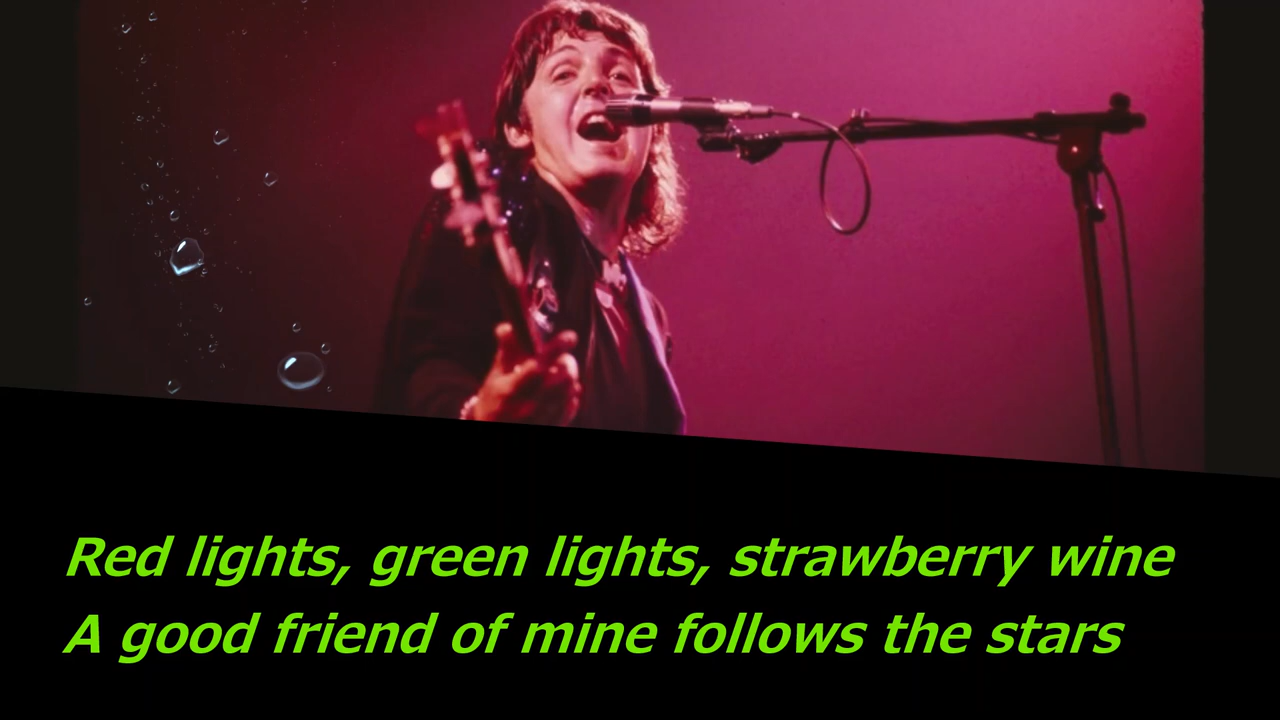 Red lights, green lights, strawberry wine
A good friend of mine follows the stars